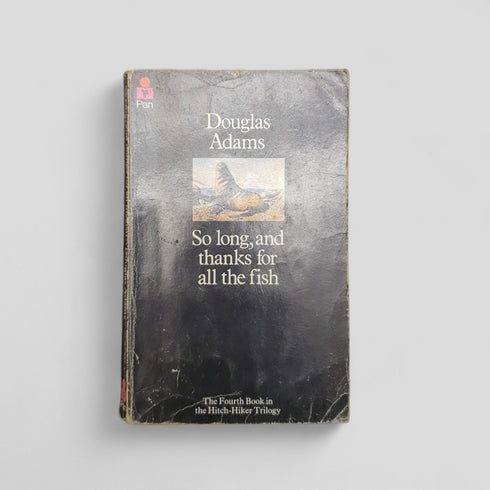 Pan
Douglas
Adams
So long, and
thanks for
all the fish
The Fourth Book in
the Hitch-Hiker Trilogy